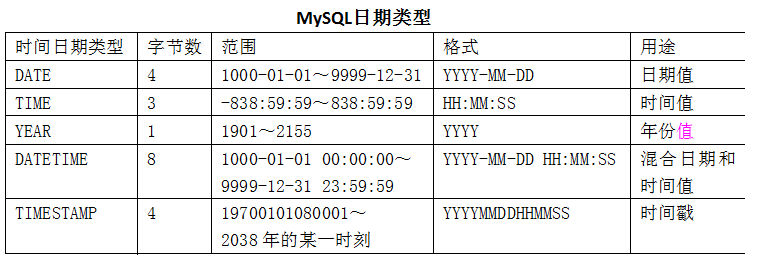 MySQL日期类型
时间日期类型 字节数 范围 格式 用途
DATE 4 1000-01-01～9999-12-31 YYYY-MM-DD 日期值
TIME 3 -838:59:59～838:59:59 HH:MM:SS 时间值
YEAR 1 1901～2155 YYYY 年份值
DATETIME 8 1000-01-01 00:00:00～ YYYY-MM-DD HH:MM:SS 混合日期和
9999-12-31 23:59:59 时间值
TIMESTAMP 4 19700101080001～ YYYYMMDDHHMMSS 时间戳
2038 年的某一时刻